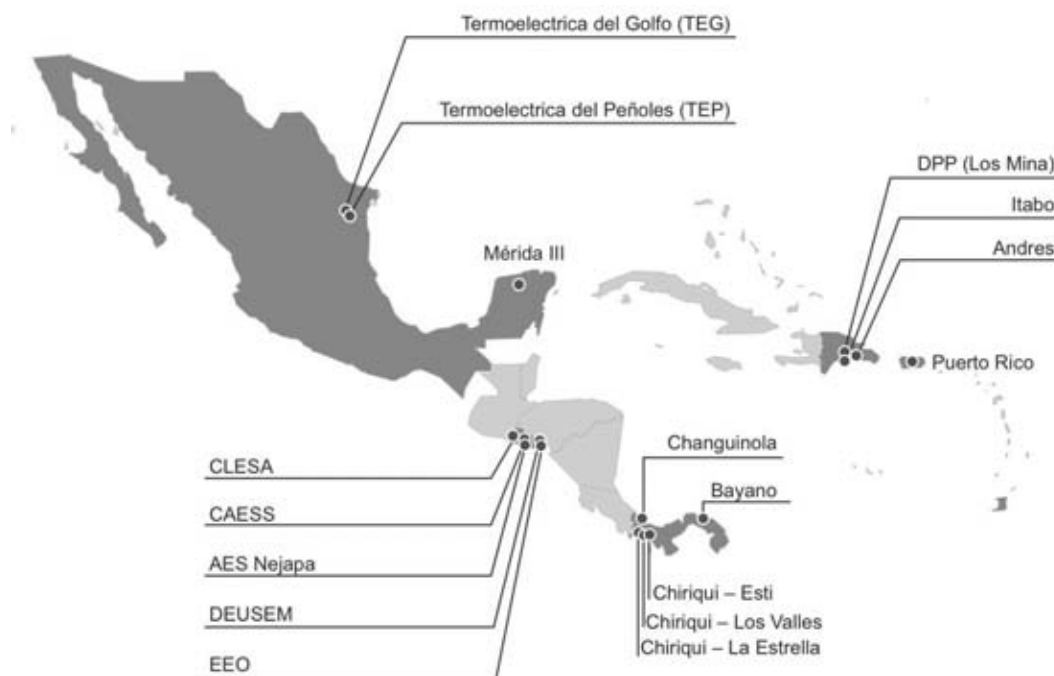 Termoelectrica del Golfo (TEG)
Termoelectrica del Peñoles (TEP)
DPP (Los Mina)
Itabo
Andres
Mérida III
Puerto Rico
Changuinola
CLESA
Bayano
CAESS
AES Nejapa
Chiriqui – Esti
DEUSEM
Chiriqui – Los Valles
Chiriqui – La Estrella
EEO